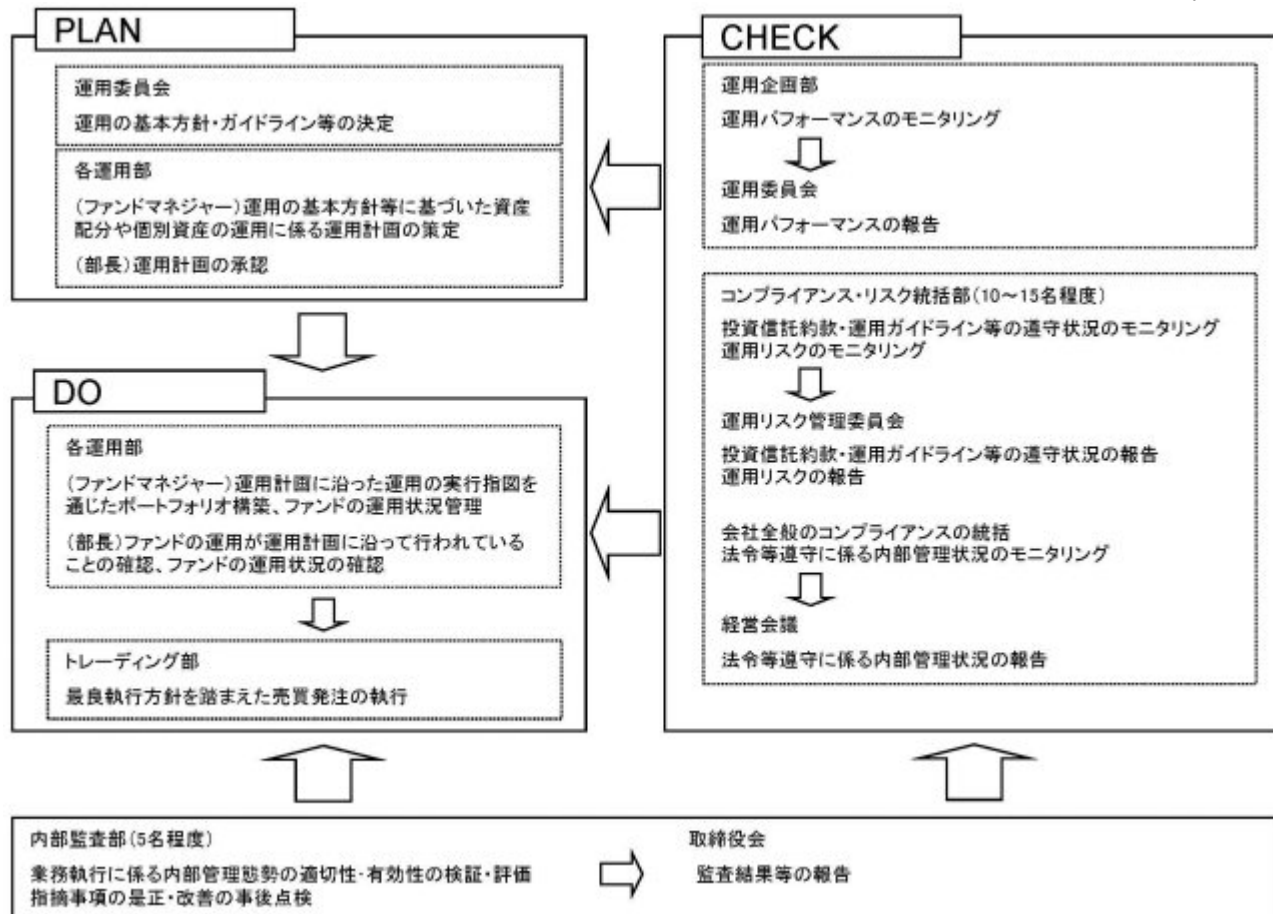 PLAN
運用委員会
運用の基本方針・ガイドライン等の決定
各運用部
(ファンドマネジャー)運用の基本方針等に基づいた資産
配分や個別資産の運用に係る運用計画の策定
(部長)運用計画の承認
DO
各運用部
(ファンドマネジャー)運用計画に沿った運用の実行指図を
通じたポートフォリオ構築、ファンドの運用状況管理
(部長)ファンドの運用が運用計画に沿って行われている
ことの確認、ファンドの運用状況の確認
トレーディング部
最良執行方針を踏まえた売買発注の執行
CHECK
運用企画部
運用パフォーマンスのモニタリング
運用委員会
運用パフォーマンスの報告
コンプライアンス・リスク統括部(10~15名程度)
投資信託約款・運用ガイドライン等の遵守状況のモニタリング
運用リスクのモニタリング
運用リスク管理委員会
投資信託約款・運用ガイドライン等の遵守状況の報告
運用リスクの報告
会社全般のコンプライアンスの統括
法令等遵守に係る内部管理状況のモニタリング
経営会議
法令等遵守に係る内部管理状況の報告
内部監査部(5名程度)
業務執行に係る内部管理態勢の適切性・有効性の検証・評価
指摘事項の是正・改善の事後点検
取締役会
監査結果等の報告